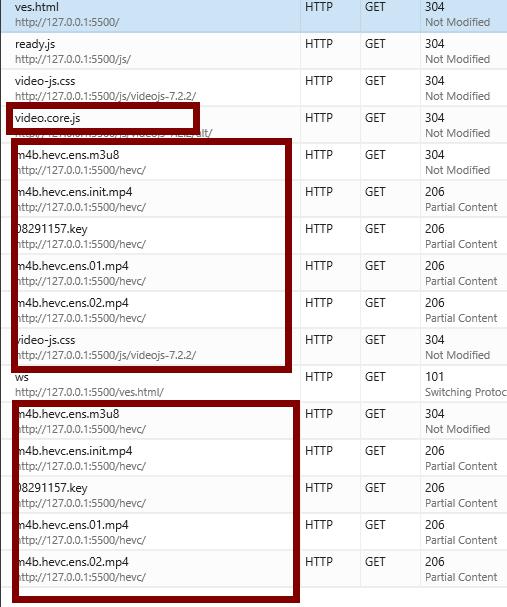 ves.html HTTP GET 304
http://127.0.0.1:5500/ Not Modified
ready.js HTTP GET 304
http://127.0.0.1:5500/js/ Not Modified
video-js.css HTTP GET 304
http://127.0.0.1:5500/js/videojs-7.2.2/ Not Modified
video.core.js HTTP GET 304
http://127.0.0.1:5500/js/videojs-7.2.2/alt/ Not Modified
m4b.hevc.ens.m3u8 HTTP GET 304
http://127.0.0.1:5500/hevc/ Not Modified
m4b.hevc.ens.init.mp4 HTTP GET 206
http://127.0.0.1:5500/hevc/ Partial Content
08291157.key HTTP GET 206
http://127.0.0.1:5500/hevc/ Partial Content
m4b.hevc.ens.01.mp4 HTTP GET 206
http://127.0.0.1:5500/hevc/ Partial Content
m4b.hevc.ens.02.mp4 HTTP GET 206
http://127.0.0.1:5500/hevc/ Partial Content
video-js.css HTTP GET 304
http://127.0.0.1:5500/js/videojs-7.2.2/ Not Modified
ws HTTP GET 101
http://127.0.0.1:5500/ves.html/ Switching Protoc
m4b.hevc.ens.m3u8 HTTP GET 304
http://127.0.0.1:5500/hevc/ Not Modified
m4b.hevc.ens.init.mp4 HTTP GET 206
http://127.0.0.1:5500/hevc/ Partial Content
08291157.key HTTP GET 206
http://127.0.0.1:5500/hevc/ Partial Content
m4b.hevc.ens.01.mp4 HTTP GET 206
http://127.0.0.1:5500/hevc/ Partial Content
m4b.hevc.ens.02.mp4 HTTP GET 206
http://127.0.0.1:5500/hevc/ Partial Content